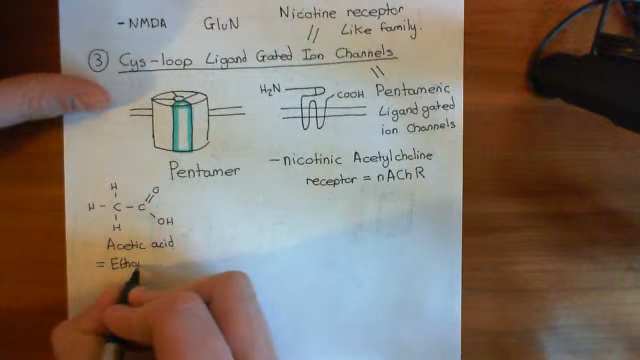 -NMDA GluN Nicotine receptor
// Like family.
③ Cys-loop Ligand Gated Ion Channels
//
H₂N COOH Pentameric
Ligand gated
ion Channels
Pentamer
-nicotinic Acetylcholine
receptor = nAChR
H O
H - C - C
H OH
Acetic acid
= Etha